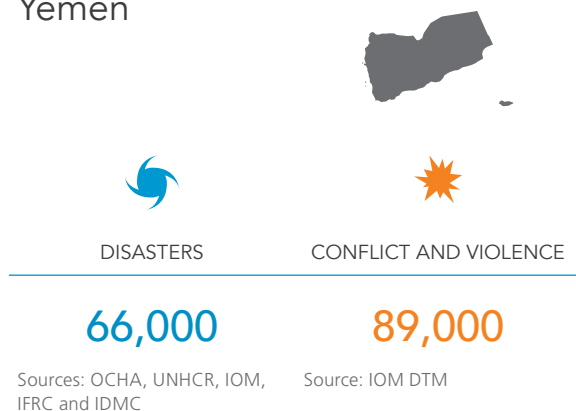 Yemen
DISASTERS
CONFLICT AND VIOLENCE
66,000
89,000
Sources: OCHA, UNHCR, IOM,
IFRC and IDMC
Source: IOM DTM